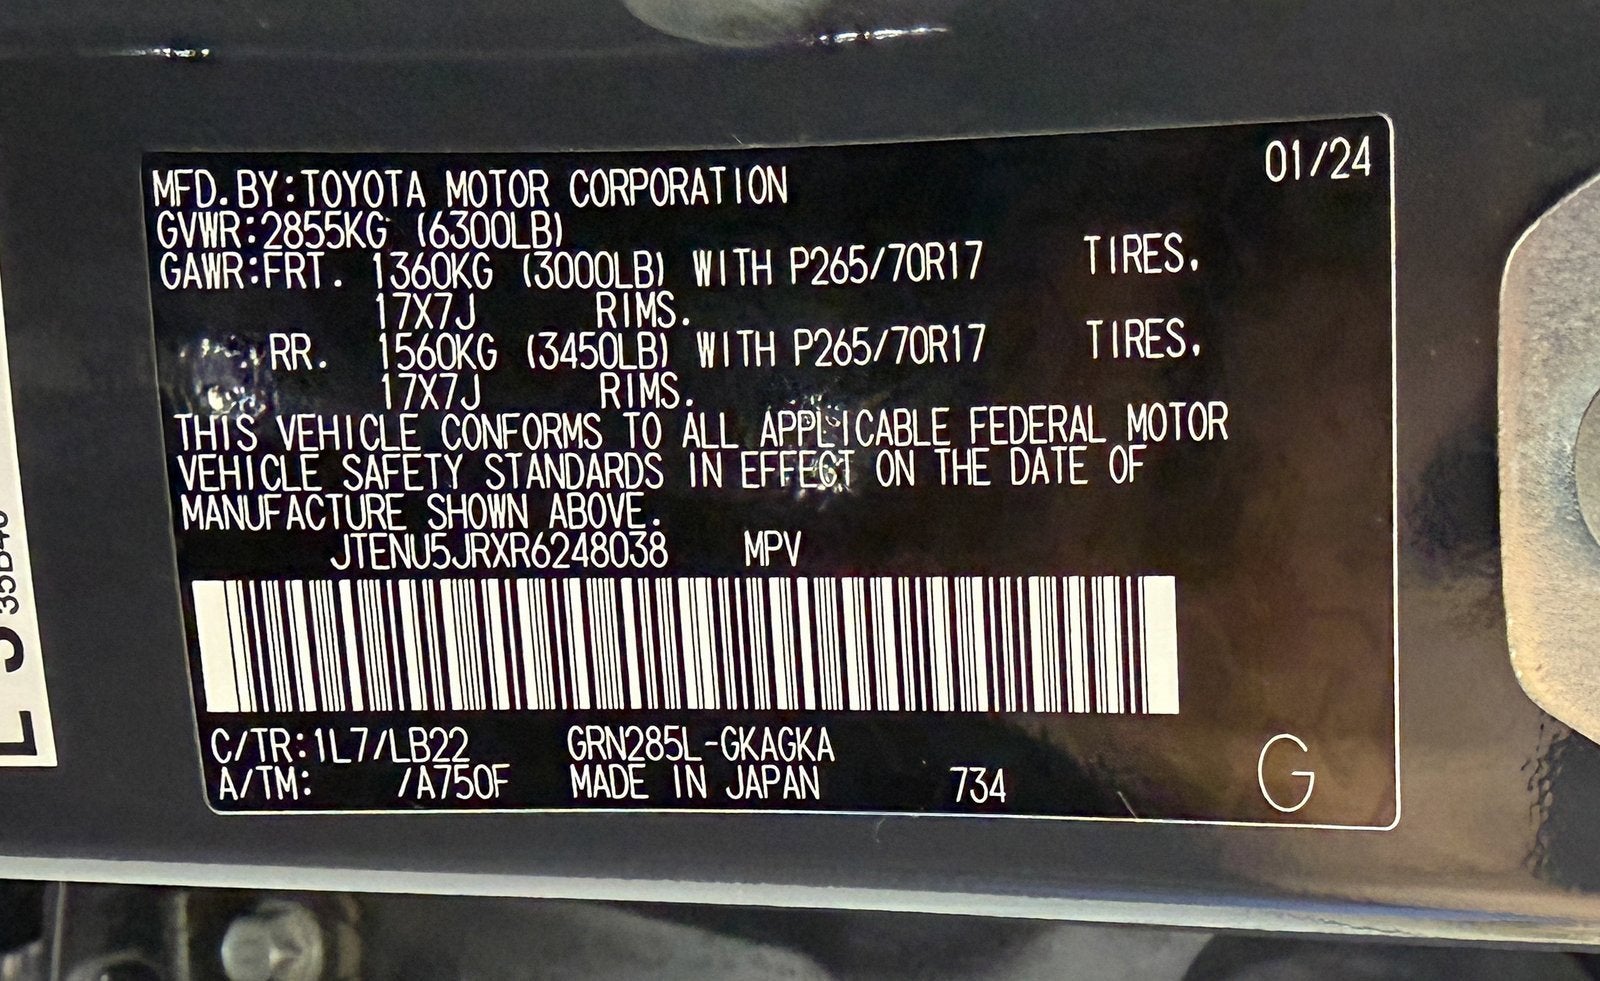 01/24
MFD.BY:TOYOTA MOTOR CORPORATION
GVWR:2855KG (6300LB)
GAWR:FRT. 1360KG (3000LB) WITH P265/70R17 TIRES.
17X7J RIMS.
RR. 1560KG (3450LB) WITH P265/70R17 TIRES.
17X7J RIMS.
THIS VEHICLE CONFORMS TO ALL APPLICABLE FEDERAL MOTOR
VEHICLE SAFETY STANDARDS IN EFFECT ON THE DATE OF
MANUFACTURE SHOWN ABOVE.
JTENU5JRXR6248038 MPV
C/TR:1L7/LB22 GRN285L-GKAGKA
A/TM: /A750F MADE IN JAPAN 734 G